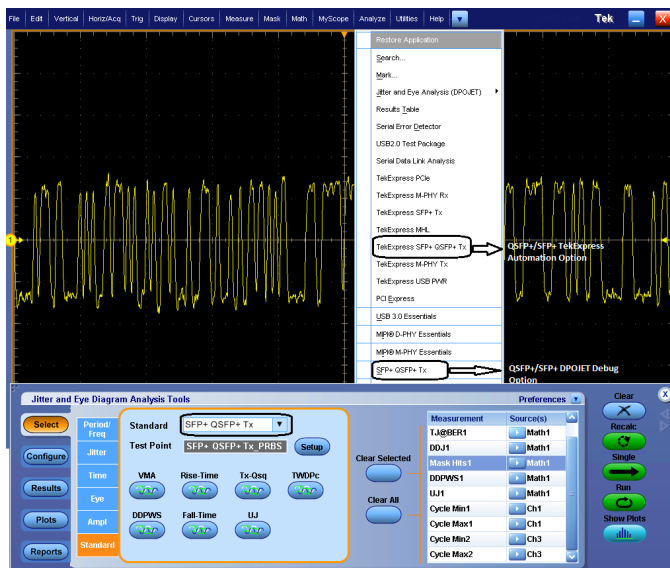 File Edit Vertical Horiz/Acq Trig Display Cursors Measure Mask Math MyScope Analyze Utilities Help Tek X
Restore Application
Search...
Mark...
Jitter and Eye Analysis (DPOJET)
Results Table
Serial Error Detector
USB2.0 Test Package
Serial Data Link Analysis
TekExpress PCIe
TekExpress M-PHY Rx
TekExpress SFP+ Tx
TekExpress MHL
TekExpress SFP+ QSFP+ Tx
TekExpress M-PHY Tx
TekExpress USB PWR
PCI Express
USB 3.0 Essentials
MIPI® D-PHY Essentials
MIPI® M-PHY Essentials
SFP+ QSFP+ Tx
1
QSFP+/SFP+ TekExpress
Automation Option
QSFP+/SFP+ DPOJET Debug
Option
Jitter and Eye Diagram Analysis Tools
Preferences
Clear
X
Select
Configure
Results
Plots
Reports
Period/
Freq
Jitter
Time
Eye
Ampl
Standard
Standard SFP+ QSFP+ Tx
Test Point SFP+ QSFP+ Tx_PRBS Setup
VMA Rise-Time Tx-Qsq TWDPc
DDPWS Fall-Time UJ
Clear Selected
Clear All
Measurement Source(s)
TJ@BER1 Math1
DDJ1 Math1
Mask Hits1 Math1
DDPWS1 Math1
UJ1 Math1
Cycle Min1 Ch1
Cycle Max1 Ch1
Cycle Min2 Ch3
Cycle Max2 Ch3
Recalc
Single
Run
Show Plots